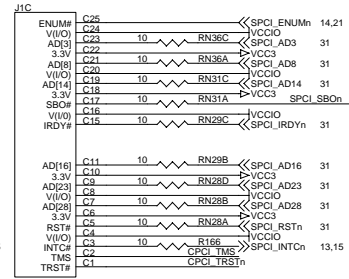 J1C
ENUM# C25 SPCI_ENUMn 14,21
V(I/O) C24 VCCIO
AD[3] C23 10 RN36C SPCI_AD3 31
3.3V C22 VCC3
AD[8] C21 10 RN36A SPCI_AD8 31
V(I/O) C20 VCCIO
AD[14] C19 10 RN31C SPCI_AD14 31
3.3V C18 VCC3
SBO# C17 10 RN31A SPCI_SBOn
V(I/0) C16 VCCIO
IRDY# C15 10 RN29C SPCI_IRDYn 31
AD[16] C11 10 RN29B SPCI_AD16 31
3.3V C10 VCC3
AD[23] C9 10 RN28D SPCI_AD23 31
V(I/O) C8 VCCIO
AD[28] C7 10 RN28B SPCI_AD28 31
3.3V C6 VCC3
RST# C5 10 RN28A SPCI_RSTn 31
V(I/O) C4 VCCIO
INTC# C3 10 R166 SPCI_INTCn 13,15
TMS C2 CPCI_TMS
TRST# C1 CPCI_TRSTn